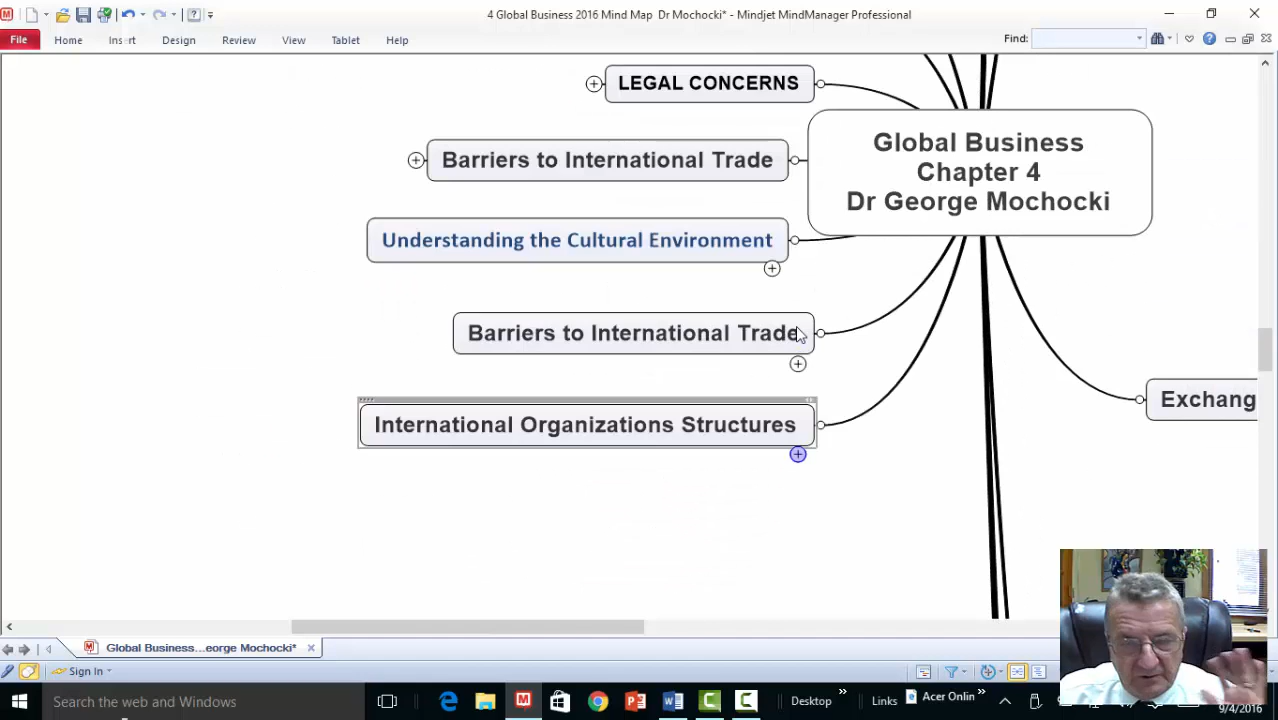 4 Global Business 2016 Mind Map Dr Mochocki* - Mindjet MindManager Professional
File Home Insert Design Review View Tablet Help Find:
LEGAL CONCERNS
Global Business
Chapter 4
Dr George Mochocki
Barriers to International Trade
Understanding the Cultural Environment
Barriers to International Trade
Exchang
International Organizations Structures
Global Business...eorge Mochocki*
Sign In
Search the web and Windows
Desktop
Links
Acer Onlin
9/4/2016